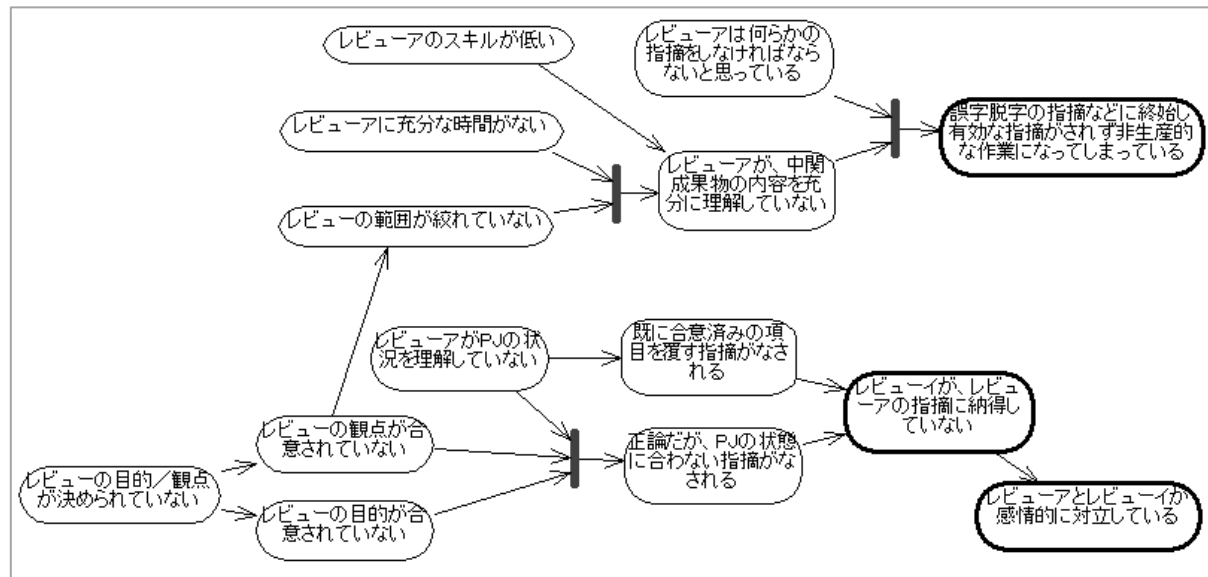 レビューアのスキルが低い
レビューアは何らかの
指摘をしなければなら
ないと思っている
誤字脱字の指摘などに終始し
有効な指摘がされず非生産的
な作業になってしまっている
レビューアに充分な時間がない
レビューアが、中関
成果物の内容を充
分に理解していない
レビューの範囲が絞れていない
レビューアがPJの状
況を理解していない
既に合意済みの項
目を覆す指摘がなさ
れる
レビューイが、レビュ
ーアの指摘に納得し
ていない
レビューの観点が合
意されていない
正論だが、PJの状態
に合わない指摘がな
される
レビューの目的／観点
が決められていない
レビューの目的が合
意されていない
レビューアとレビューイが
感情的に対立している